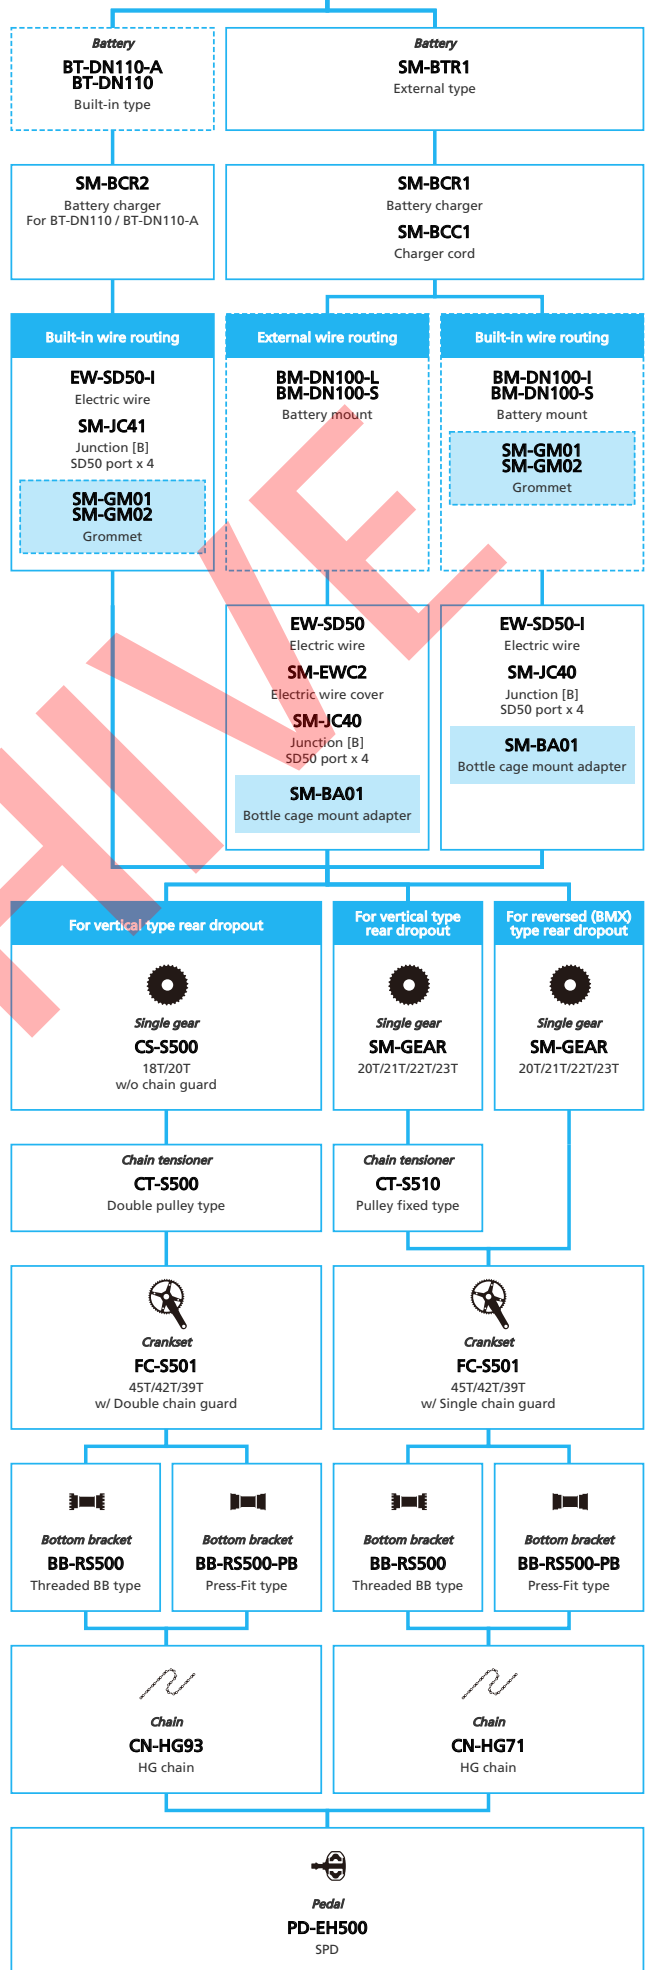 Battery
BT-DN110-A
BT-DN110
Built-in type
Battery
SM-BTR1
External type
SM-BCR2
Battery charger
For BT-DN110 / BT-DN110-A
SM-BCR1
Battery charger
SM-BCC1
Charger cord
Built-in wire routing
EW-SD50-I
Electric wire
SM-JC41
Junction [B]
SD50 port x 4
SM-GM01
SM-GM02
Grommet
External wire routing
BM-DN100-L
BM-DN100-S
Battery mount
Built-in wire routing
BM-DN100-I
BM-DN100-S
Battery mount
SM-GM01
SM-GM02
Grommet
EW-SD50
Electric wire
SM-EWC2
Electric wire cover
SM-JC40
Junction [B]
SD50 port x 4
SM-BA01
Bottle cage mount adapter
EW-SD50-I
Electric wire
SM-JC40
Junction [B]
SD50 port x 4
SM-BA01
Bottle cage mount adapter
For vertical type rear dropout
Single gear
CS-S500
18T/20T
w/o chain guard
For vertical type
rear dropout
Single gear
SM-GEAR
20T/21T/22T/23T
For reversed (BMX)
type rear dropout
Single gear
SM-GEAR
20T/21T/22T/23T
Chain tensioner
CT-S500
Double pulley type
Chain tensioner
CT-S510
Pulley fixed type
Crankset
FC-S501
45T/42T/39T
w/ Double chain guard
Crankset
FC-S501
45T/42T/39T
w/ Single chain guard
Bottom bracket
BB-RS500
Threaded BB type
Bottom bracket
BB-RS500-PB
Press-Fit type
Bottom bracket
BB-RS500
Threaded BB type
Bottom bracket
BB-RS500-PB
Press-Fit type
Chain
CN-HG93
HG chain
Chain
CN-HG71
HG chain
Pedal
PD-EH500
SPD
HIVE